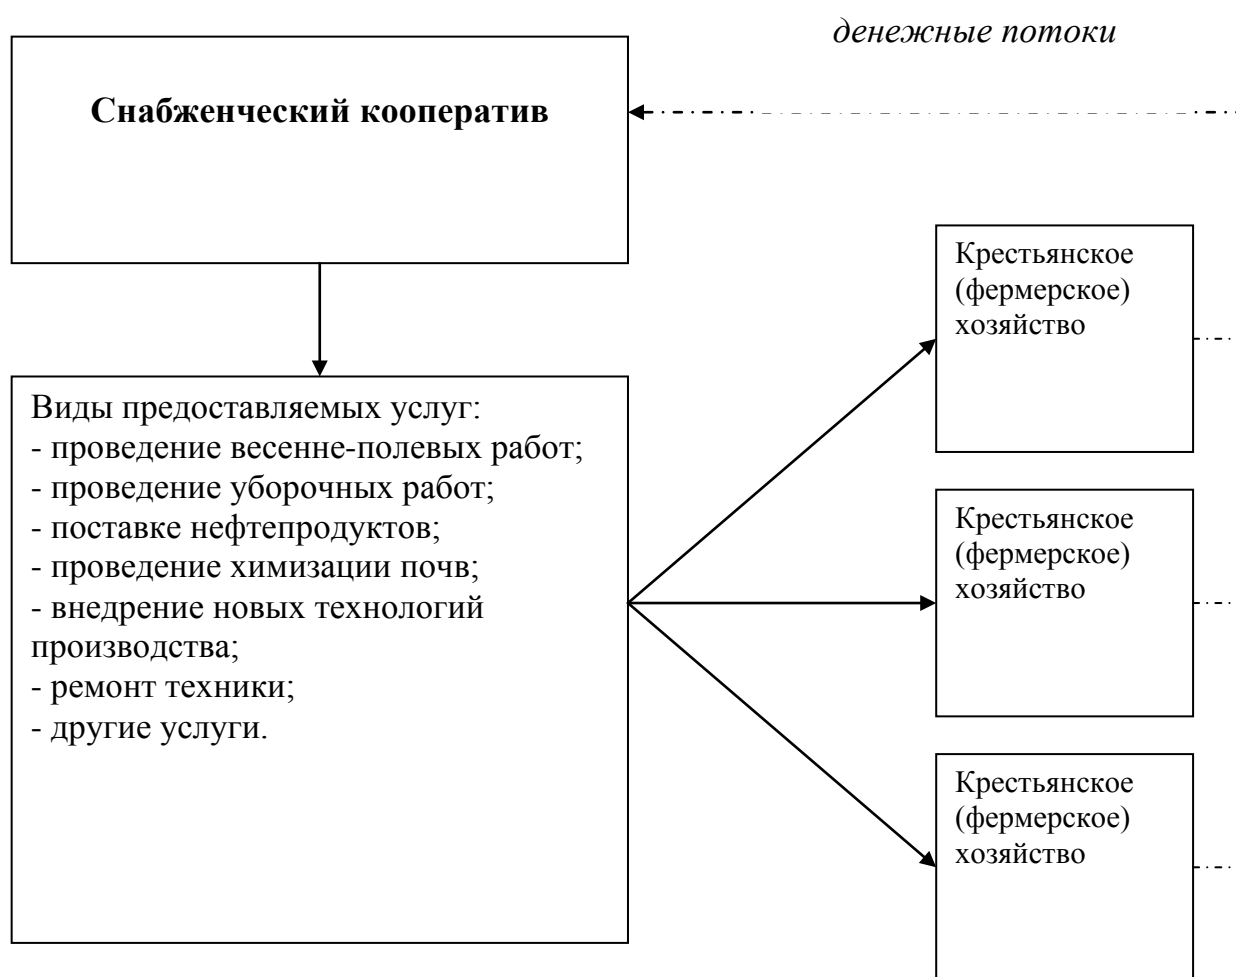 денежные потоки
Снабженческий кооператив
Крестьянское
(фермерское)
хозяйство
Виды предоставляемых услуг:
- проведение весенне-полевых работ;
- проведение уборочных работ;
- поставке нефтепродуктов;
- проведение химизации почв;
- внедрение новых технологий
производства;
- ремонт техники;
- другие услуги.
Крестьянское
(фермерское)
хозяйство
Крестьянское
(фермерское)
хозяйство